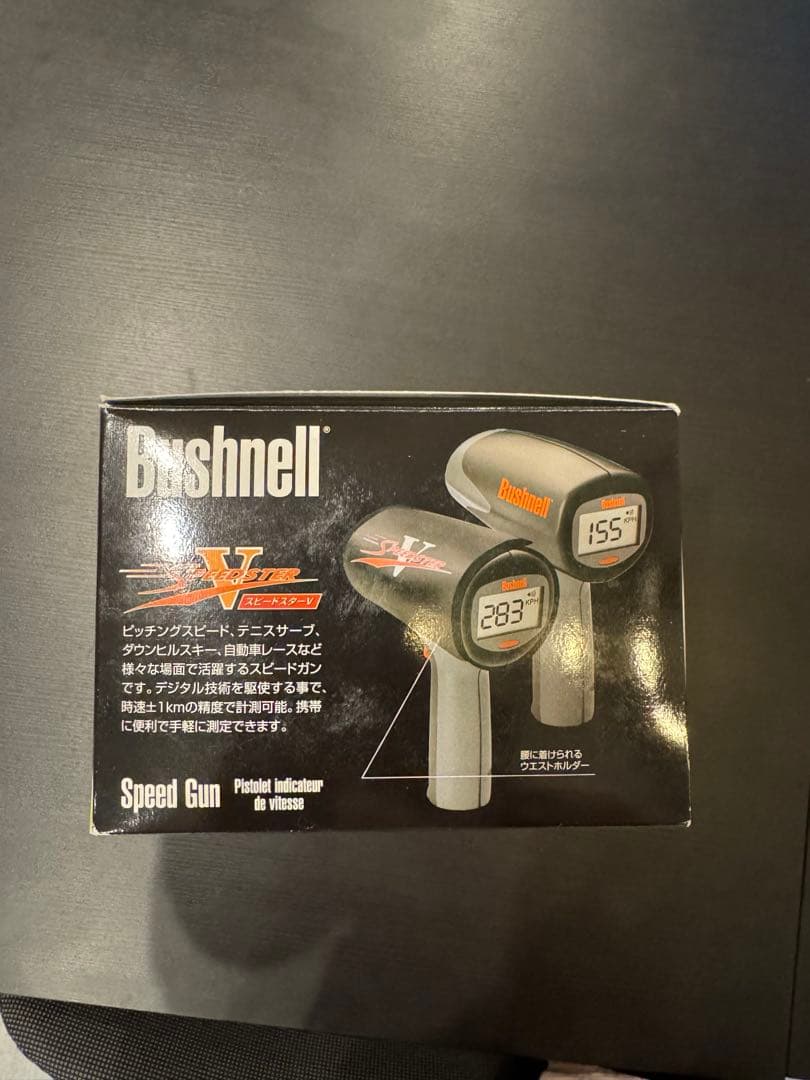 Bushnell®
SPEEDSTER V
スピードスターV
ピッチングスピード、テニスサーブ、
ダウンヒルスキー、自動車レースなど
様々な場面で活躍するスピードガン
です。デジタル技術を駆使する事で、
時速±1kmの精度で計測可能。携帯
に便利で手軽に測定できます。
Speed Gun
Pistolet indicateur
de vitesse
Bushnell
Bushnell
155
KPH
SPEEDSTER V
Bushnell
283
KPH
腰に着けられる
ウエストホルダー